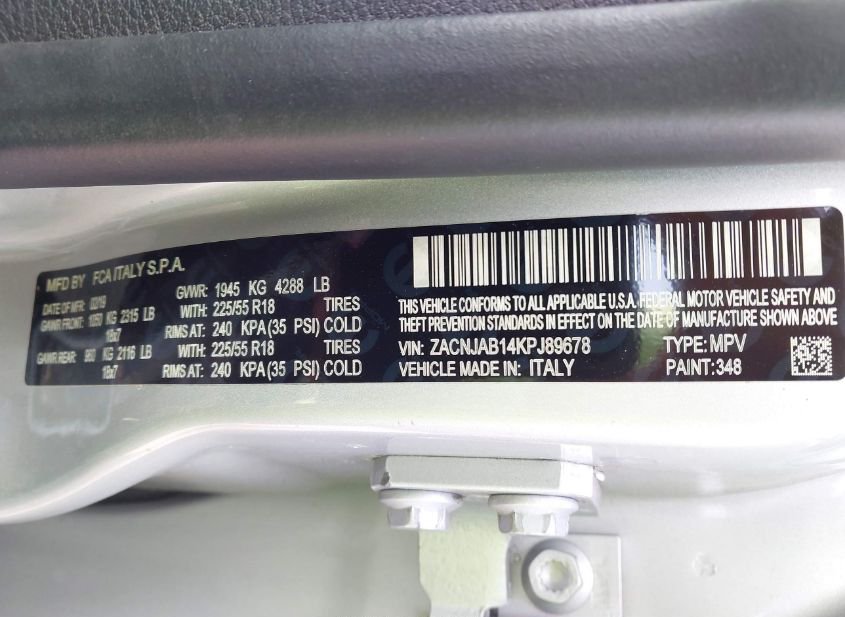 MFD BY FCA ITALY S.P.A.
DATE OF MFR: 02/19 GVWR: 1945 KG 4288 LB
GAWR FRONT: 1050 KG 2315 LB WITH: 225/55 R18 TIRES
18x7 RIMS AT: 240 KPA(35 PSI) COLD
GAWR REAR: 960 KG 2116 LB WITH: 225/55 R18 TIRES
18x7 RIMS AT: 240 KPA(35 PSI) COLD
THIS VEHICLE CONFORMS TO ALL APPLICABLE U.S.A. FEDERAL MOTOR VEHICLE SAFETY AND
THEFT PREVENTION STANDARDS IN EFFECT ON THE DATE OF MANUFACTURE SHOWN ABOVE
VIN: ZACNJAB14KPJ89678 TYPE: MPV
VEHICLE MADE IN: ITALY PAINT: 348